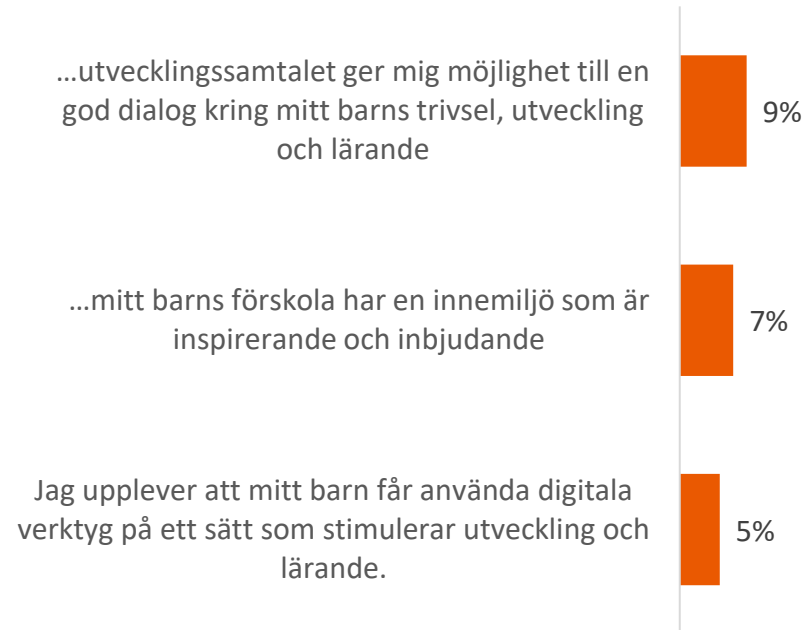 …utvecklingssamtalet ger mig möjlighet till en
god dialog kring mitt barns trivsel, utveckling
och lärande
9%
…mitt barns förskola har en innemiljö som är
inspirerande och inbjudande
7%
Jag upplever att mitt barn får använda digitala
verktyg på ett sätt som stimulerar utveckling och
lärande.
5%